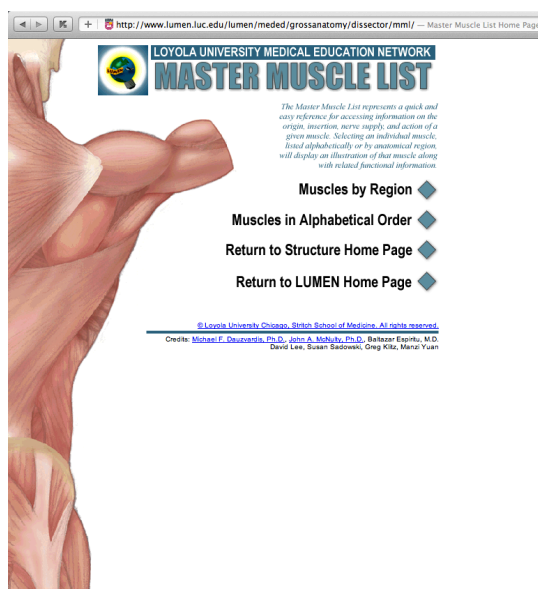 http://www.lumen.luc.edu/lumen/meded/grossanatomy/dissector/mml/ — Master Muscle List Home Page
LOYOLA UNIVERSITY MEDICAL EDUCATION NETWORK
MASTER MUSCLE LIST
The Master Muscle List represents a quick and
easy reference for accessing information on the
origin, insertion, nerve supply, and action of a
given muscle. Selecting an individual muscle,
listed alphabetically or by anatomical region,
will display an illustration of that muscle along
with related functional information.
Muscles by Region
Muscles in Alphabetical Order
Return to Structure Home Page
Return to LUMEN Home Page
© Loyola University Chicago, Stritch School of Medicine. All rights reserved.
Credits: Michael F. Dauzvardis, Ph.D., John A. McNulty, Ph.D., Baltazar Espiritu, M.D.
David Lee, Susan Sadowski, Greg Klitz, Manzi Yuan